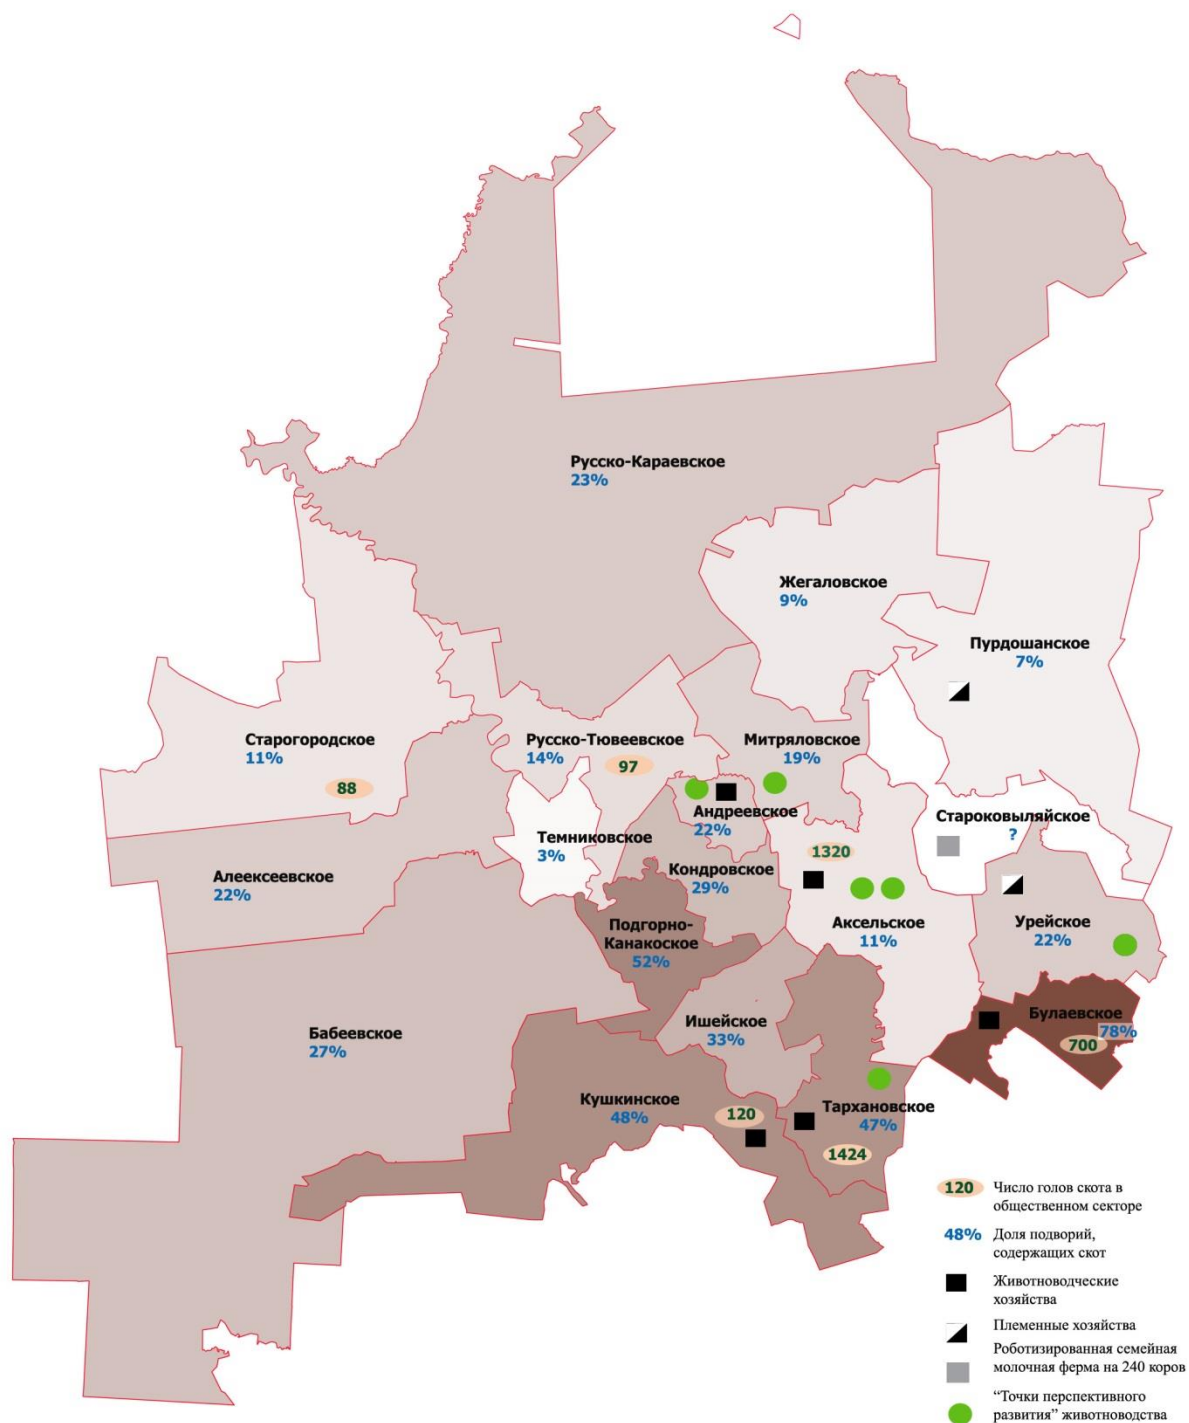 Русско-Караевское
23%
Жегаловское
9%
Пурдошанское
7%
Старогородское
11%
88
Русско-Тювеевское
14%
97
Митряловское
19%
Андреевское
22%
Темниковское
3%
Староковыляйское
?
1320
Алеексеевское
22%
Кондровское
29%
Подгорно-
Канакоское
52%
Аксельское
11%
Урейское
22%
Бабеевское
27%
Ишейское
33%
Булаевское
78%
700
Кушкинское
48%
120
Тархановское
47%
1424
120 Число голов скота в
общественном секторе
48% Доля подворий,
содержащих скот
Животноводческие
хозяйства
Племенные хозяйства
Роботизированная семейная
молочная ферма на 240 коров
“Точки перспективного
развития” животноводства